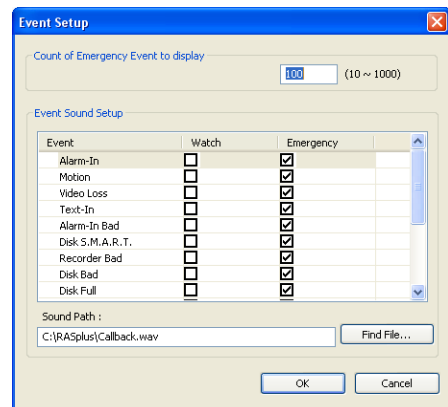 Event Setup
Count of Emergency Event to display
100 (10 ~ 1000)
Event Sound Setup
Event Watch Emergency
Alarm-In
Motion
Video Loss
Text-In
Alarm-In Bad
Disk S.M.A.R.T.
Recorder Bad
Disk Bad
Disk Full
Sound Path :
C:\RASplus\Callback.wav Find File...
OK Cancel